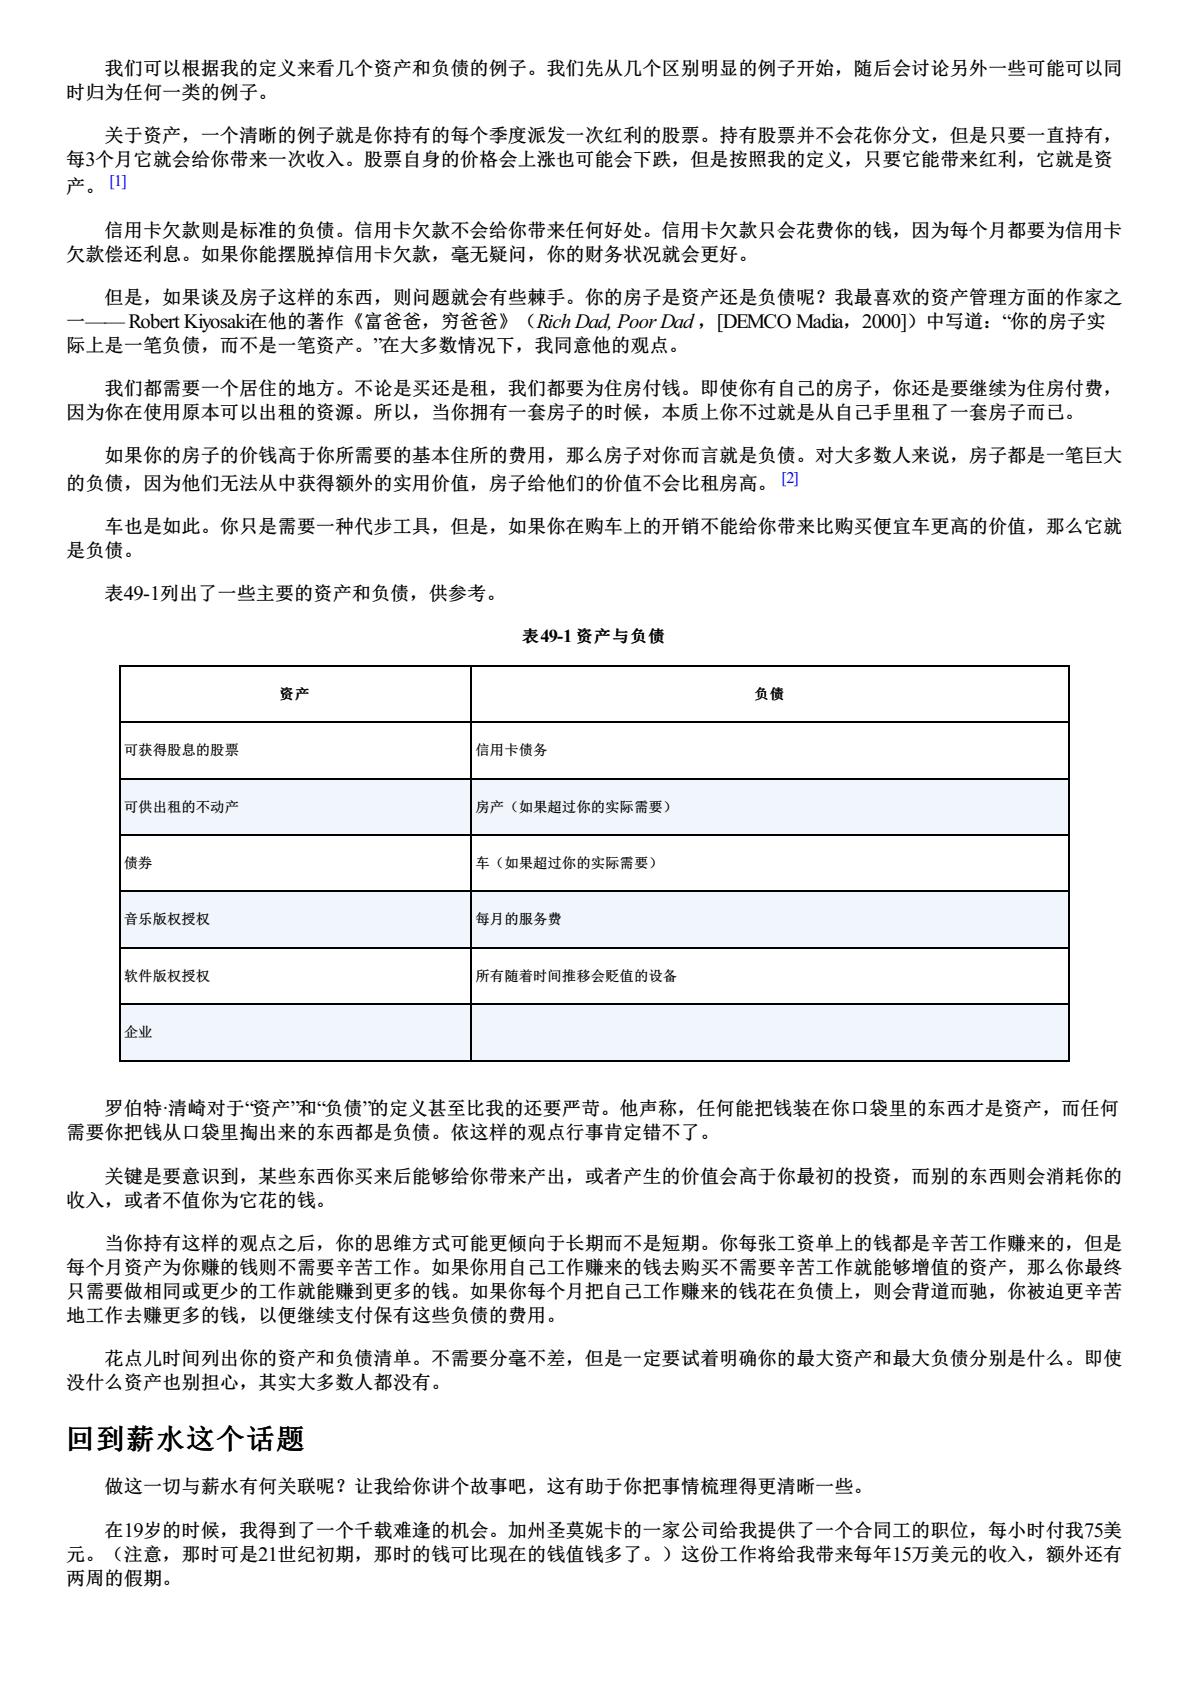 我们可以根据我的定义来看几个资产和负债的例子。我们先从几个区别明显的例子开始，随后会讨论另外一些可能可以同
时归为任何一类的例子。
关于资产，一个清晰的例子就是你持有的每个季度派发一次红利的股票。持有股票并不会花你分文，但是只要一直持有，
每3个月它就会给你带来一次收入。股票自身的价格会上涨也可能会下跌，但是按照我的定义，只要它能带来红利，它就是资
产。[1]
信用卡欠款则是标准的负债。信用卡欠款不会给你带来任何好处。信用卡欠款只会花费你的钱，因为每个月都要为信用卡
欠款偿还利息。如果你能摆脱掉信用卡欠款，毫无疑问，你的财务状况就会更好。
但是，如果谈及房子这样的东西，则问题就会有些棘手。你的房子是资产还是负债呢？我最喜欢的资产管理方面的作家之
一—— Robert Kiyosaki在他的著作《富爸爸，穷爸爸》（Rich Dad, Poor Dad ，[DEMCO Madia，2000]）中写道：“你的房子实
际上是一笔负债，而不是一笔资产。”在大多数情况下，我同意他的观点。
我们都需要一个居住的地方。不论是买还是租，我们都要为住房付钱。即使你有自己的房子，你还是要继续为住房付费，
因为你在使用原本可以出租的资源。所以，当你拥有一套房子的时候，本质上你不过就是从自己手里租了一套房子而已。
如果你的房子的价钱高于你所需要的基本住所的费用，那么房子对你而言就是负债。对大多数人来说，房子都是一笔巨大
的负债，因为他们无法从中获得额外的实用价值，房子给他们的价值不会比租房高。[2]
车也是如此。你只是需要一种代步工具，但是，如果你在购车上的开销不能给你带来比购买便宜车更高的价值，那么它就
是负债。
表49-1列出了一些主要的资产和负债，供参考。
表49-1 资产与负债
资产	负债
可获得股息的股票	信用卡债务
可供出租的不动产	房产（如果超过你的实际需要）
债券	车（如果超过你的实际需要）
音乐版权授权	每月的服务费
软件版权授权	所有随着时间推移会贬值的设备
企业
罗伯特·清崎对于“资产”和“负债”的定义甚至比我的还要严苛。他声称，任何能把钱装在你口袋里的东西才是资产，而任何
需要你把钱从口袋里掏出来的东西都是负债。依这样的观点行事肯定错不了。
关键是要意识到，某些东西你买来后能够给你带来产出，或者产生的价值会高于你最初的投资，而别的东西则会消耗你的
收入，或者不值你为它花的钱。
当你持有这样的观点之后，你的思维方式可能更倾向于长期而不是短期。你每张工资单上的钱都是辛苦工作赚来的，但是
每个月资产为你赚的钱则不需要辛苦工作。如果你用自己工作赚来的钱去购买不需要辛苦工作就能够增值的资产，那么你最终
只需要做相同或更少的工作就能赚到更多的钱。如果你每个月把自己工作赚来的钱花在负债上，则会背道而驰，你被迫更辛苦
地工作去赚更多的钱，以便继续支付保有这些负债的费用。
花点儿时间列出你的资产和负债清单。不需要分毫不差，但是一定要试着明确你的最大资产和最大负债分别是什么。即使
没什么资产也别担心，其实大多数人都没有。
回到薪水这个话题
做这一切与薪水有何关联呢？让我给你讲个故事吧，这有助于你把事情梳理得更清晰一些。
在19岁的时候，我得到了一个千载难逢的机会。加州圣莫妮卡的一家公司给我提供了一个合同工的职位，每小时付我75美
元。（注意，那时可是21世纪初期，那时的钱可比现在的钱值钱多了。）这份工作将给我带来每年15万美元的收入，额外还有
两周的假期。